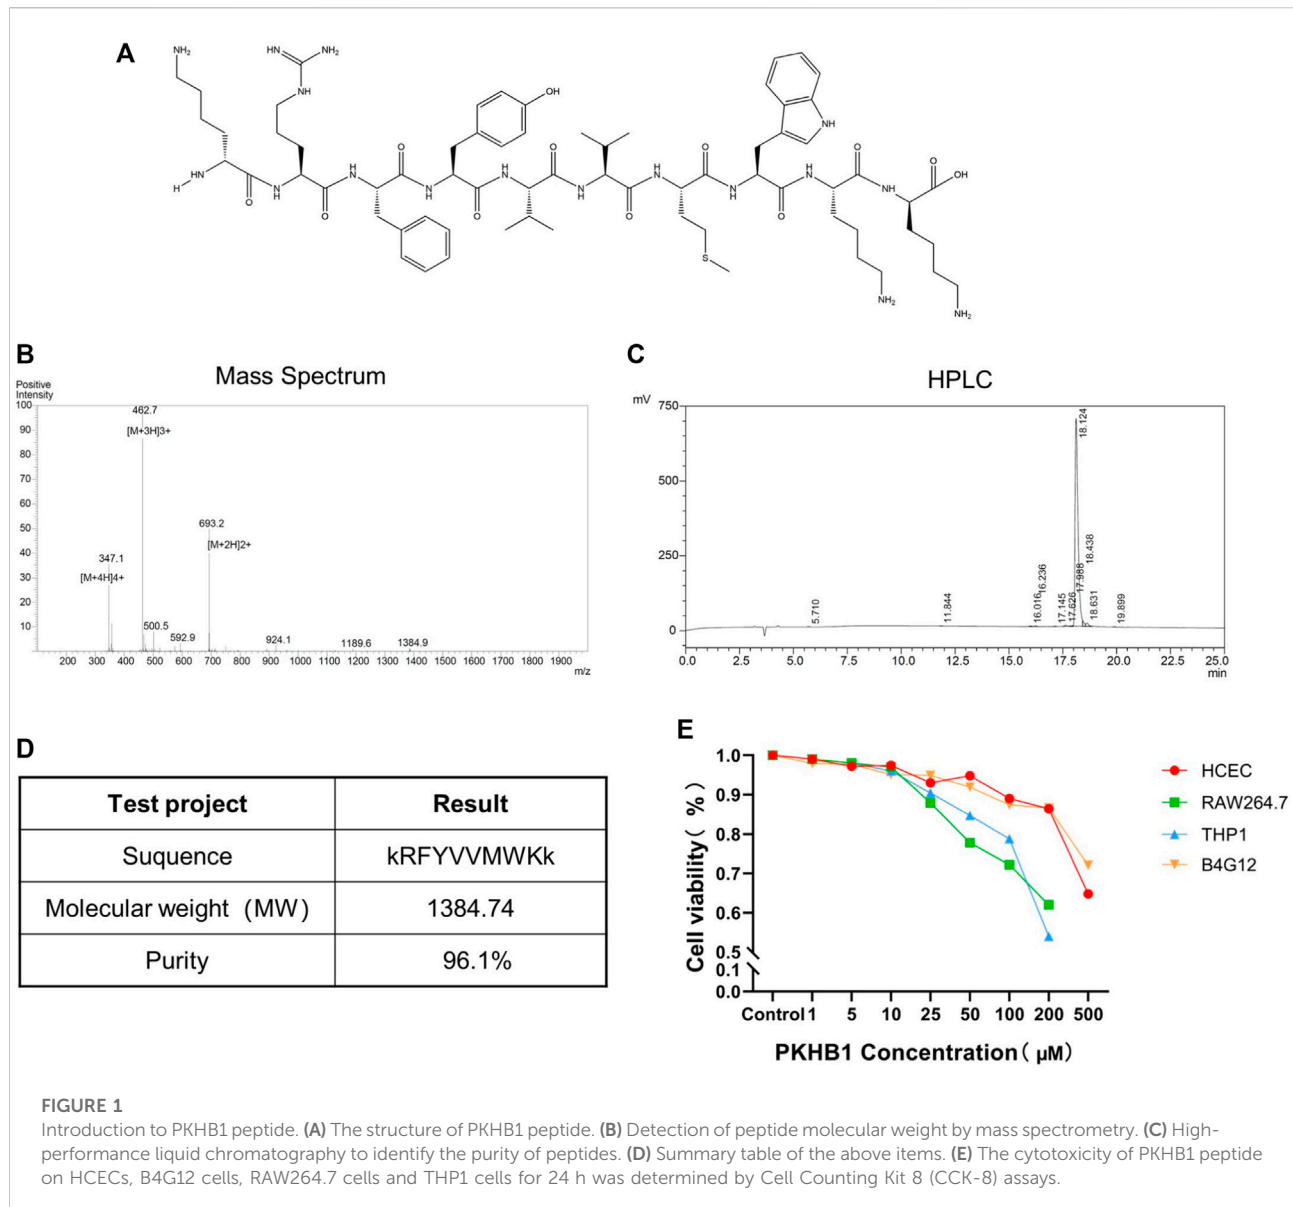 A
NH₂
HN
NH₂
NH
OH
NH
O
O
O
O
O
OH
H
HN
N
H
H
N
N
H
H
N
N
H
H
N
N
H
H
N
HN
O
O
O
O
O
S
NH₂
NH₂
B
Mass Spectrum
Positive
Intensity
100
90
80
70
60
50
40
30
20
10
462.7
[M+3H]3+
693.2
[M+2H]2+
347.1
[M+4H]4+
500.5
592.9
924.1
1189.6
1384.9
200 300 400 500 600 700 800 900 1000 1100 1200 1300 1400 1500 1600 1700 1800 1900
m/z
C
HPLC
mV
750
500
250
0
5.710
11.844
16.016
16.236
17.145
17.626
17.988
18.124
18.438
18.631
19.899
0.0 2.5 5.0 7.5 10.0 12.5 15.0 17.5 20.0 22.5 25.0
min
D
Test project Result
Suquence kRFYVVMWKk
Molecular weight (MW) 1384.74
Purity 96.1%
E
Cell viability( % )
1.0
0.9
0.8
0.7
0.6
0.5
0.1
0.0
Control 1 5 10 25 50 100 200 500
PKHB1 Concentration( μM)
HCEC
RAW264.7
THP1
B4G12
FIGURE 1
Introduction to PKHB1 peptide. (A) The structure of PKHB1 peptide. (B) Detection of peptide molecular weight by mass spectrometry. (C) High-
performance liquid chromatography to identify the purity of peptides. (D) Summary table of the above items. (E) The cytotoxicity of PKHB1 peptide
on HCECs, B4G12 cells, RAW264.7 cells and THP1 cells for 24 h was determined by Cell Counting Kit 8 (CCK-8) assays.